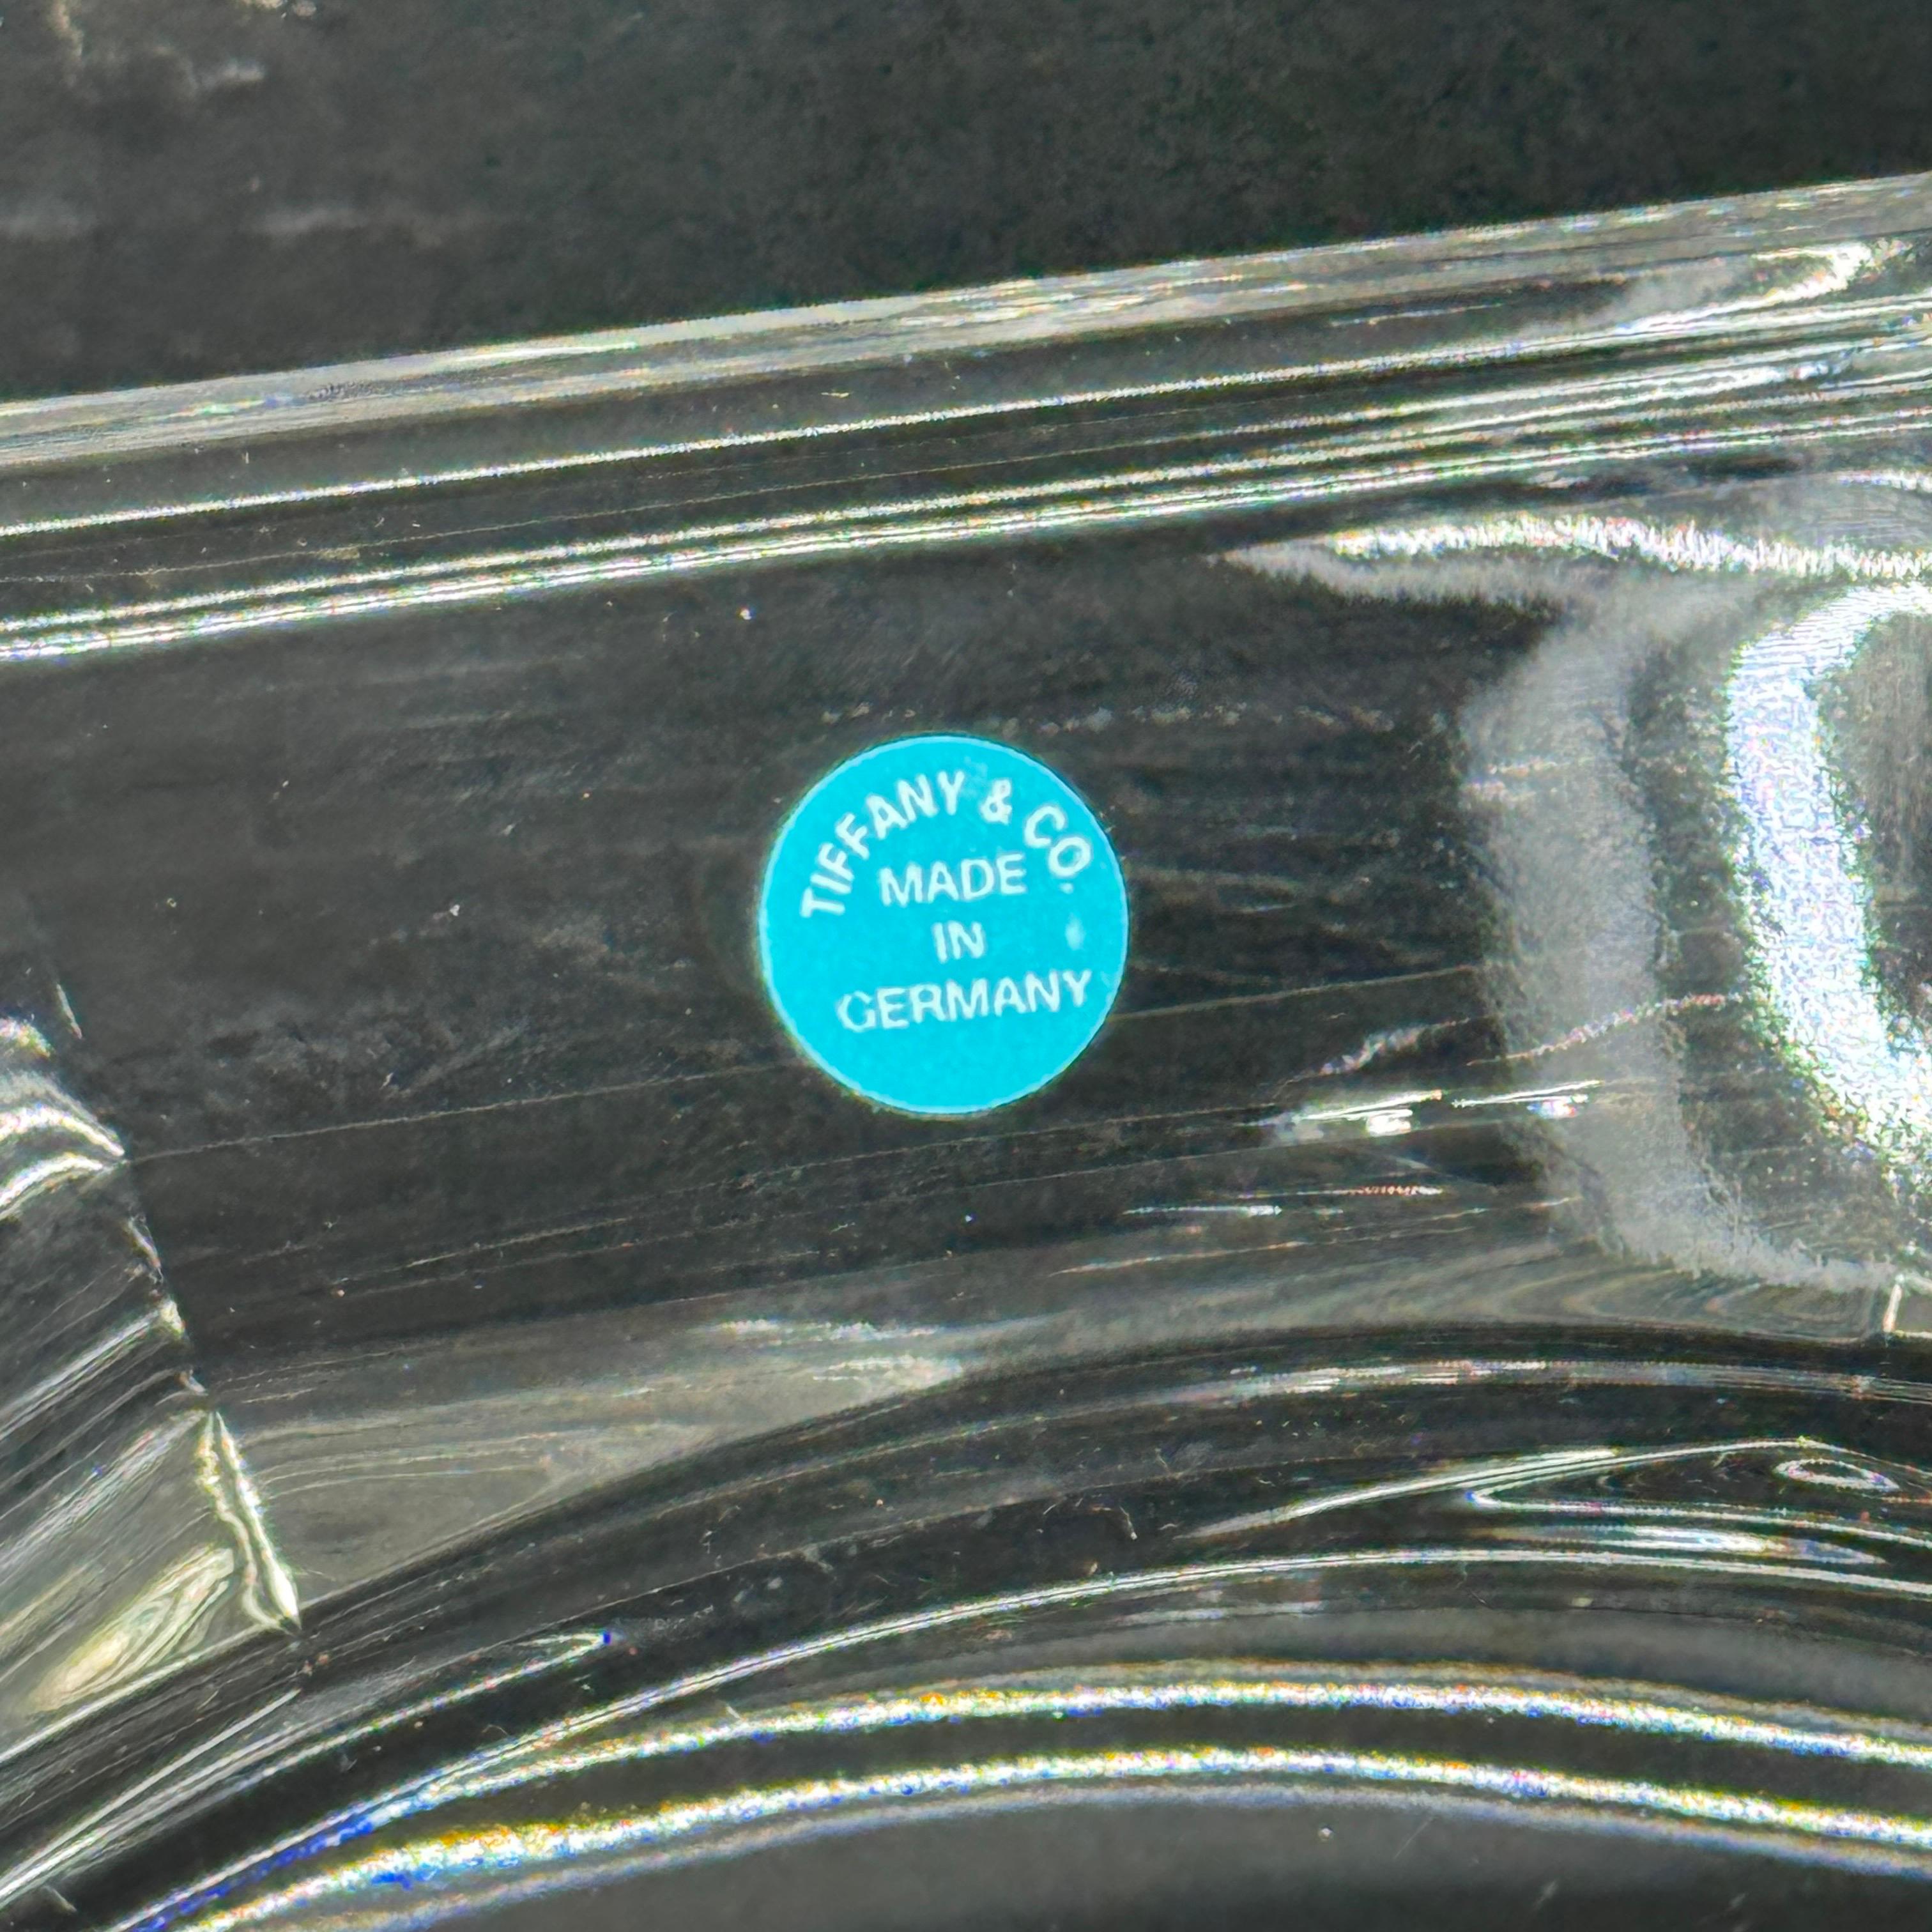 TIFFANY & CO.
MADE
IN
GERMANY